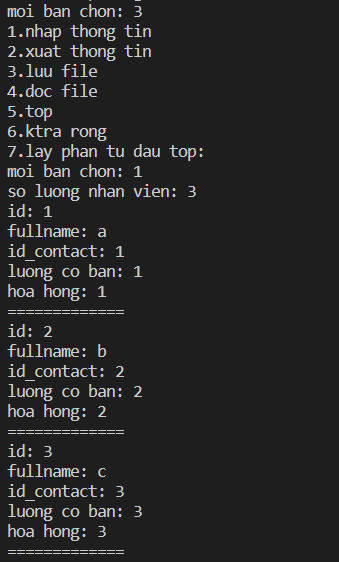 moi ban chon: 3
1.nhap thong tin
2.xuat thong tin
3.luu file
4.doc file
5.top
6.ktra rong
7.lay phan tu dau top:
moi ban chon: 1
so luong nhan vien: 3
id: 1
fullname: a
id_contact: 1
luong co ban: 1
hoa hong: 1
=============
id: 2
fullname: b
id_contact: 2
luong co ban: 2
hoa hong: 2
=============
id: 3
fullname: c
id_contact: 3
luong co ban: 3
hoa hong: 3
=============